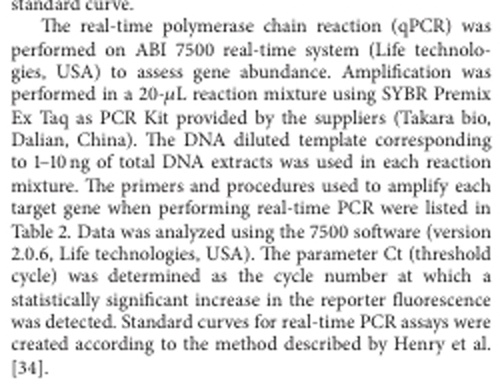 standard curve.
The real-time polymerase chain reaction (qPCR) was
performed on ABI 7500 real-time system (Life technolo-
gies, USA) to assess gene abundance. Amplification was
performed in a 20-μL reaction mixture using SYBR Premix
Ex Taq as PCR Kit provided by the suppliers (Takara bio,
Dalian, China). The DNA diluted template corresponding
to 1–10 ng of total DNA extracts was used in each reaction
mixture. The primers and procedures used to amplify each
target gene when performing real-time PCR were listed in
Table 2. Data was analyzed using the 7500 software (version
2.0.6, Life technologies, USA). The parameter Ct (threshold
cycle) was determined as the cycle number at which a
statistically significant increase in the reporter fluorescence
was detected. Standard curves for real-time PCR assays were
created according to the method described by Henry et al.
[34].